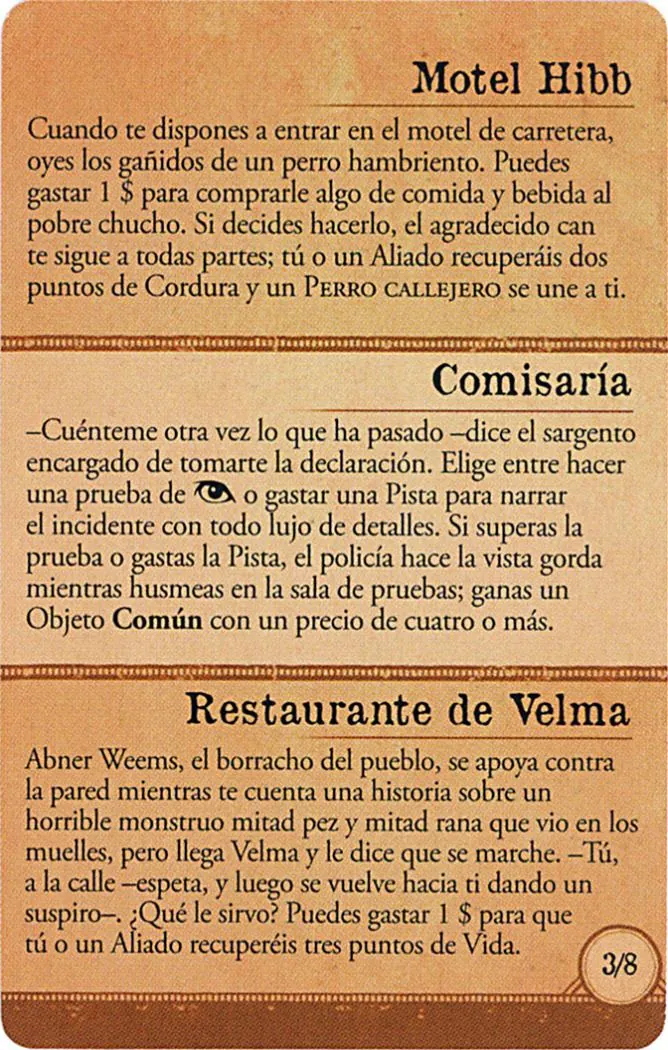 Motel Hibb
Cuando te dispones a entrar en el motel de carretera,
oyes los gañidos de un perro hambriento. Puedes
gastar 1 $ para comprarle algo de comida y bebida al
pobre chucho. Si decides hacerlo, el agradecido can
te sigue a todas partes; tú o un Aliado recuperáis dos
puntos de Cordura y un PERRO CALLEJERO se une a ti.
Comisaría
–Cuénteme otra vez lo que ha pasado –dice el sargento
encargado de tomarte la declaración. Elige entre hacer
una prueba de o gastar una Pista para narrar
el incidente con todo lujo de detalles. Si superas la
prueba o gastas la Pista, el policía hace la vista gorda
mientras husmeas en la sala de pruebas; ganas un
Objeto Común con un precio de cuatro o más.
Restaurante de Velma
Abner Weems, el borracho del pueblo, se apoya contra
la pared mientras te cuenta una historia sobre un
horrible monstruo mitad pez y mitad rana que vio en los
muelles, pero llega Velma y le dice que se marche. –Tú,
a la calle –espeta, y luego se vuelve hacia ti dando un
suspiro–. ¿Qué le sirvo? Puedes gastar 1 $ para que
tú o un Aliado recuperéis tres puntos de Vida.
3/8